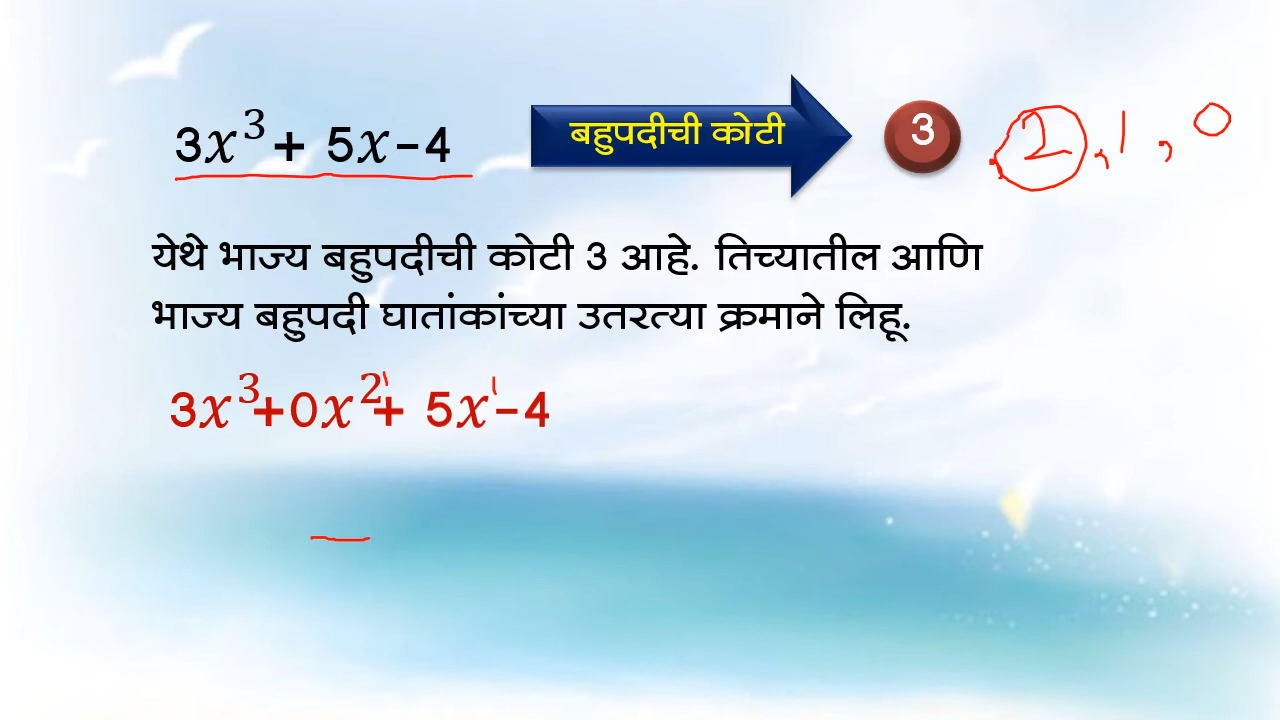 3x³ + 5x – 4 बहुपदीची कोटी 3 2 , 1 , 0
येथे भाज्य बहुपदीची कोटी 3 आहे. तिच्यातील आणि
भाज्य बहुपदी घातांकांच्या उतरत्या क्रमाने लिहू.
3x³+0x²+ 5x¹–4